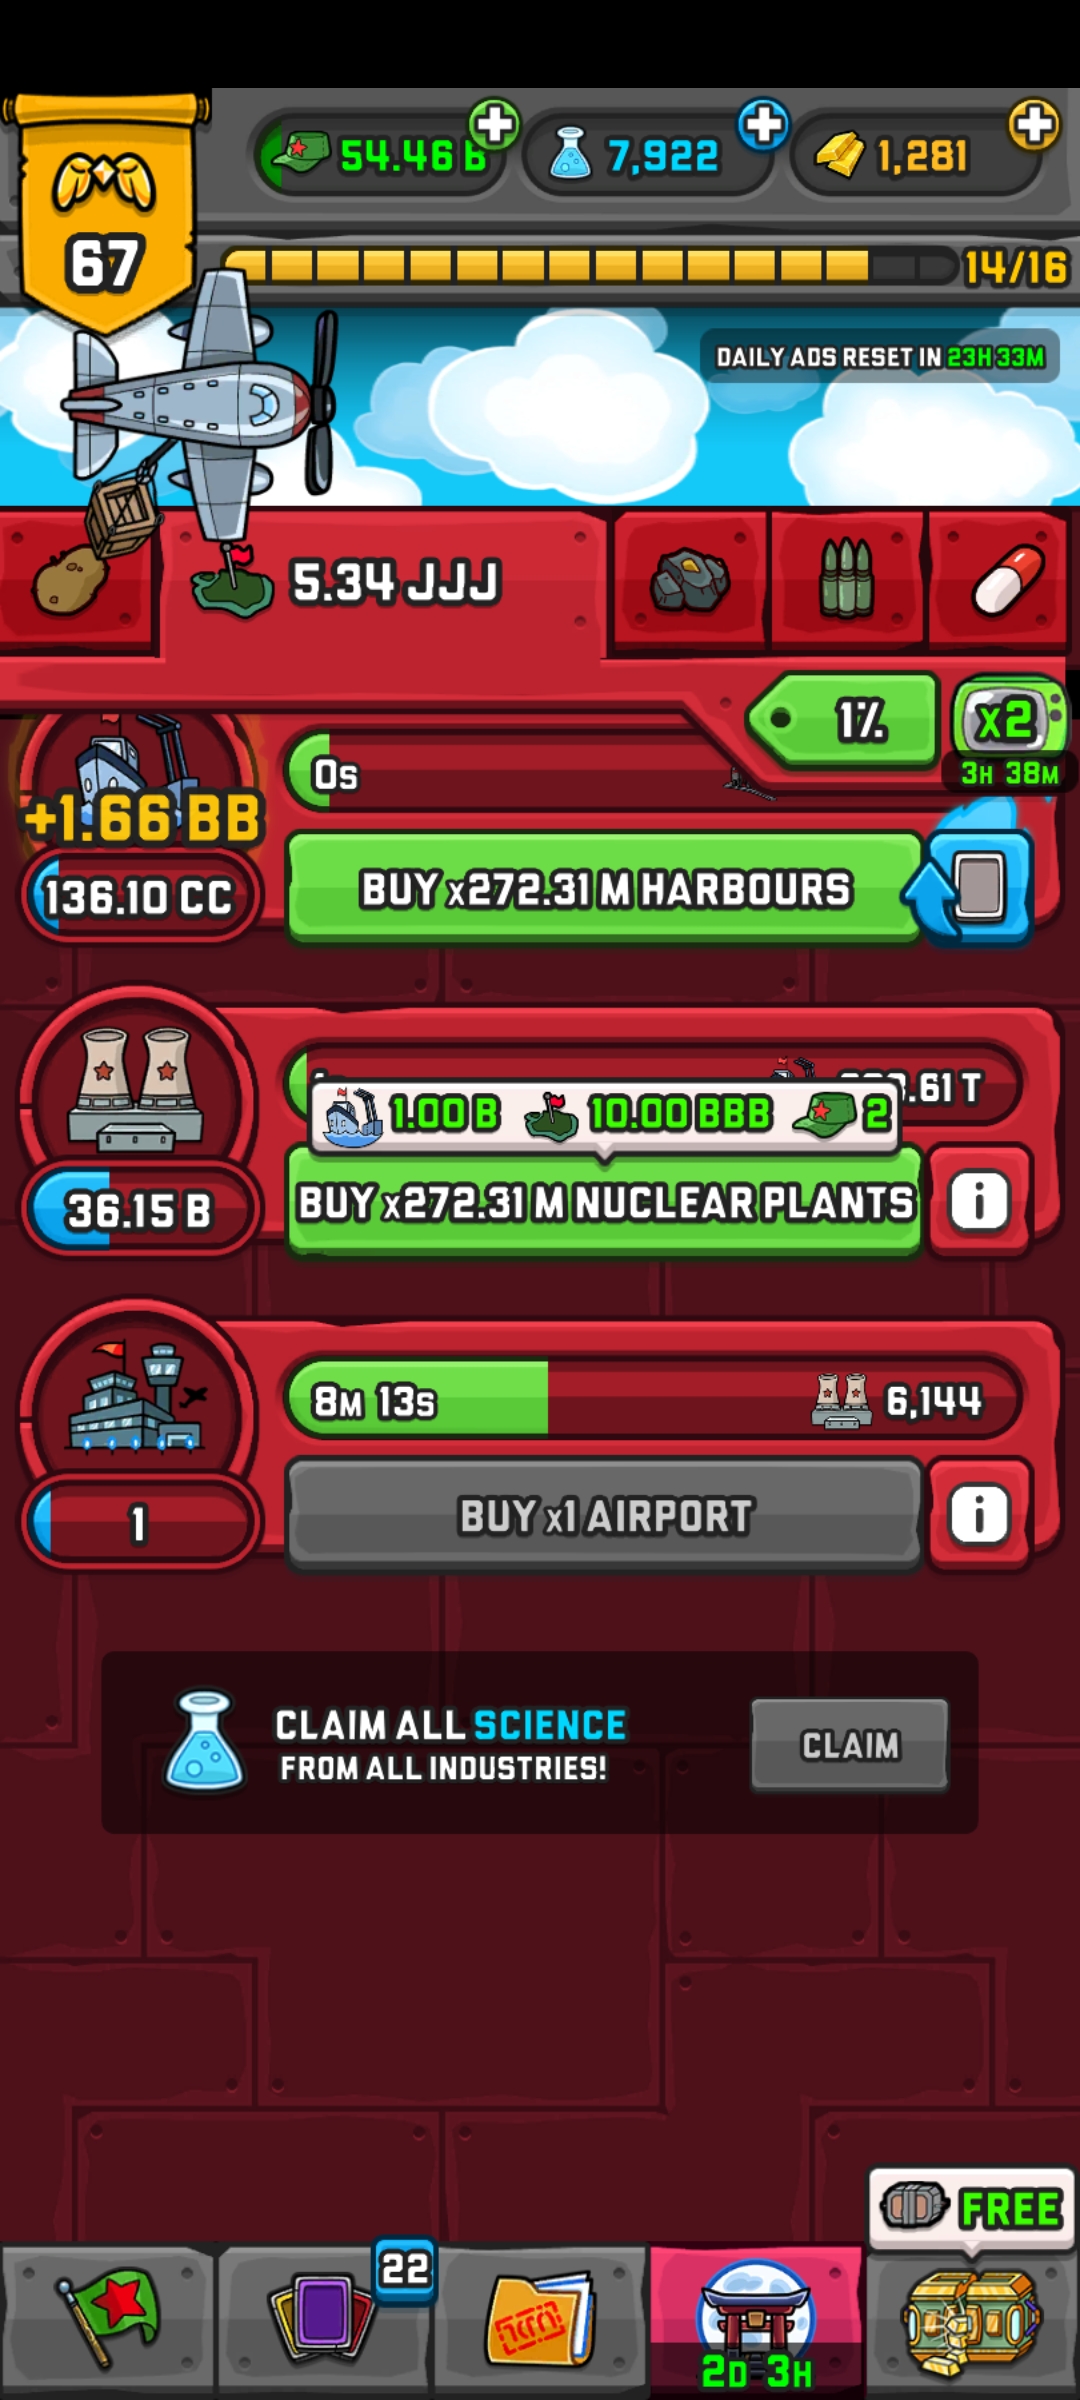 67
54.46 B
7,922
1,281
14/16
DAILY ADS RESET IN 23H 33M
5.34 JJJ
1%
x2
3H 38M
0s
+1.66 BB
136.10 CC
BUY x272.31 M HARBOURS
.61 T
1.00 B 10.00 BBB 2
36.15 B
BUY x272.31 M NUCLEAR PLANTS
i
8M 13s
6,144
1
BUY x1 AIRPORT
i
CLAIM ALL SCIENCE
FROM ALL INDUSTRIES!
CLAIM
FREE
22
2D 3H